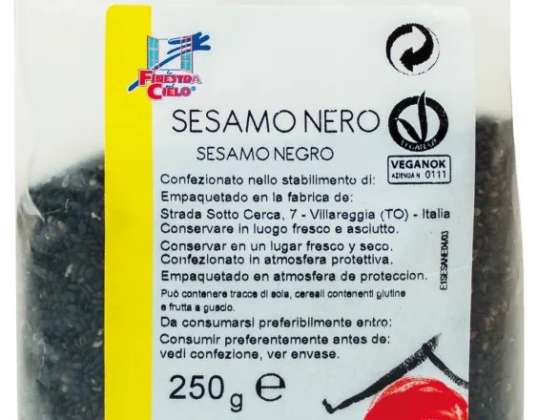 FINESTRA
CIELO®
SESAMO NERO
SESAMO NEGRO
VEGANOK
AZIENDA N 0111
Confezionato nello stabilimento di:
Empaquetado en la fabrica de:
Strada Sotto Cerca, 7 - Villareggia (TO) - Italia
Conservare in luogo fresco e asciutto.
Conservar en un lugar fresco y seco.
Confezionato in atmosfera protettiva.
Empaquetado en atmosfera de proteccion.
Può contenere tracce di soia, cereali contenenti glutine
e frutta a guscio.
Da consumarsi preferibilmente entro:
Consumir preferentemente antes de:
vedi confezione, ver envase.
250g e